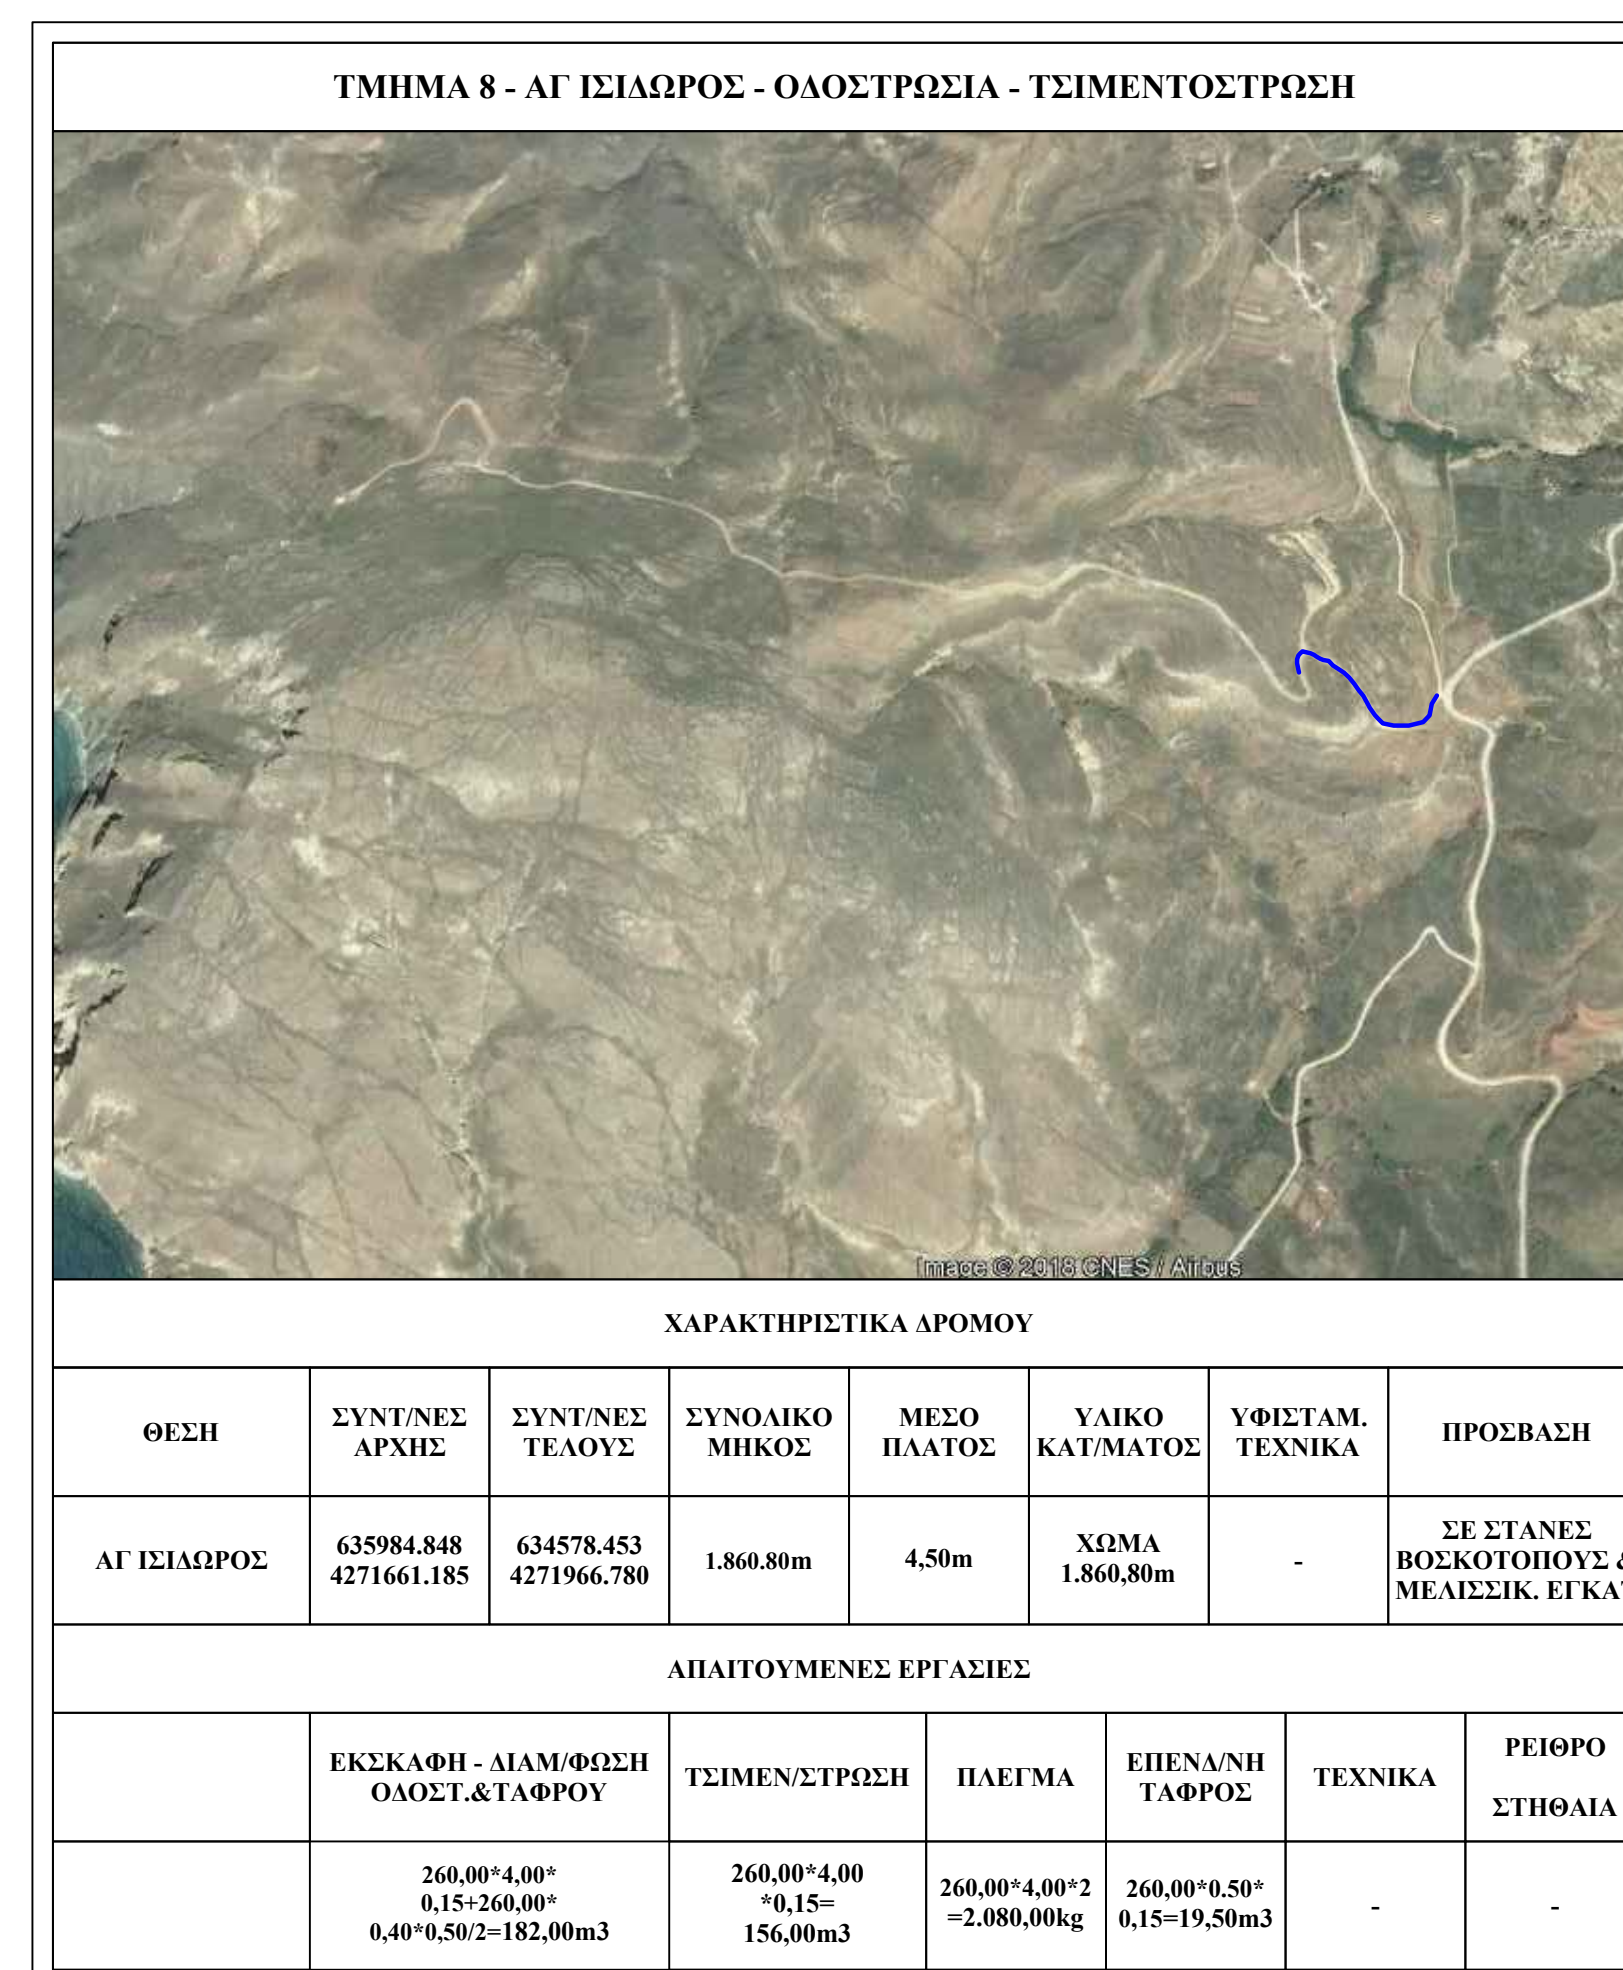 ΤΜΗΜΑ 8 - ΑΓ ΙΣΙΔΩΡΟΣ - ΟΔΟΣΤΡΩΣΙΑ - ΤΣΙΜΕΝΤΟΣΤΡΩΣΗ
Image © 2018 CNES / Airbus
ΧΑΡΑΚΤΗΡΙΣΤΙΚΑ ΔΡΟΜΟΥ
ΘΕΣΗ
ΣΥΝΤ/ΝΕΣ
ΑΡΧΗΣ
ΣΥΝΤ/ΝΕΣ
ΤΕΛΟΥΣ
ΣΥΝΟΛΙΚΟ
ΜΗΚΟΣ
ΜΕΣΟ
ΠΛΑΤΟΣ
ΥΛΙΚΟ
ΚΑΤ/ΜΑΤΟΣ
ΥΦΙΣΤΑΜ.
ΤΕΧΝΙΚΑ
ΠΡΟΣΒΑΣΗ
ΑΓ ΙΣΙΔΩΡΟΣ
635984.848
4271661.185
634578.453
4271966.780
1.860.80m
4,50m
ΧΩΜΑ
1.860,80m
-
ΣΕ ΣΤΑΝΕΣ
ΒΟΣΚΟΤΟΠΟΥΣ
ΜΕΛΙΣΣΙΚ.
ΑΠΑΙΤΟΥΜΕΝΕΣ ΕΡΓΑΣΙΕΣ
ΕΚΣΚΑΦΗ - ΔΙΑΜ/ΦΩΣΗ
ΟΔΟΣΤ.&ΤΑΦΡΟΥ
ΤΣΙΜΕΝ/ΣΤΡΩΣΗ
ΠΛΕΓΜΑ
ΕΠΕΝΔ/ΝΗ
ΤΑΦΡΟΣ
ΤΕΧΝΙΚΑ
ΡΕΙΘΡΟ
ΣΤΗΘΑΙΑ
260,00*4,00*
0,15+260,00*
0,40*0,50/2=182,00m3
260,00*4,00
*0,15=
156,00m3
260,00*4,00*2
=2.080,00kg
260,00*0.50*
0,15=19,50m3
-
-